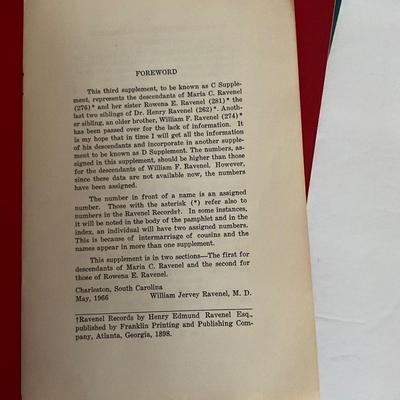 FOREWORD
This third supplement, to be known as C Supple-
ment, represents the descendants of Maria C. Ravenel
(276)* and her sister Rowena E. Ravenel (281)* the
last two siblings of Dr. Henry Ravenel (262)*. Anoth-
er sibling, an older brother, William F. Ravenel (274)*
has been passed over for the lack of information. It
is my hope that in time I will get all the information
of his descendants and incorporate in another supple-
ment to be known as D Supplement. The numbers, as-
signed in this supplement, should be higher than those
for the descendants of William F. Ravenel. However,
since these data are not available now, the numbers
have been assigned.
The number in front of a name is an assigned
number. Those with the asterisk (*) refer also to
numbers in the Ravenel Records†. In some instances,
it will be noted in the body of the pamphlet and in the
index, an individual will have two assigned numbers.
This is because of intermarriage of cousins and the
names appear in more than one supplement.
This supplement is in two sections—The first for
descendants of Maria C. Ravenel and the second for
those of Rowena E. Ravenel.
Charleston, South Carolina
May, 1966 William Jervey Ravenel, M. D.
†Ravenel Records by Henry Edmund Ravenel Esq.,
published by Franklin Printing and Publishing Com-
pany, Atlanta, Georgia, 1898.